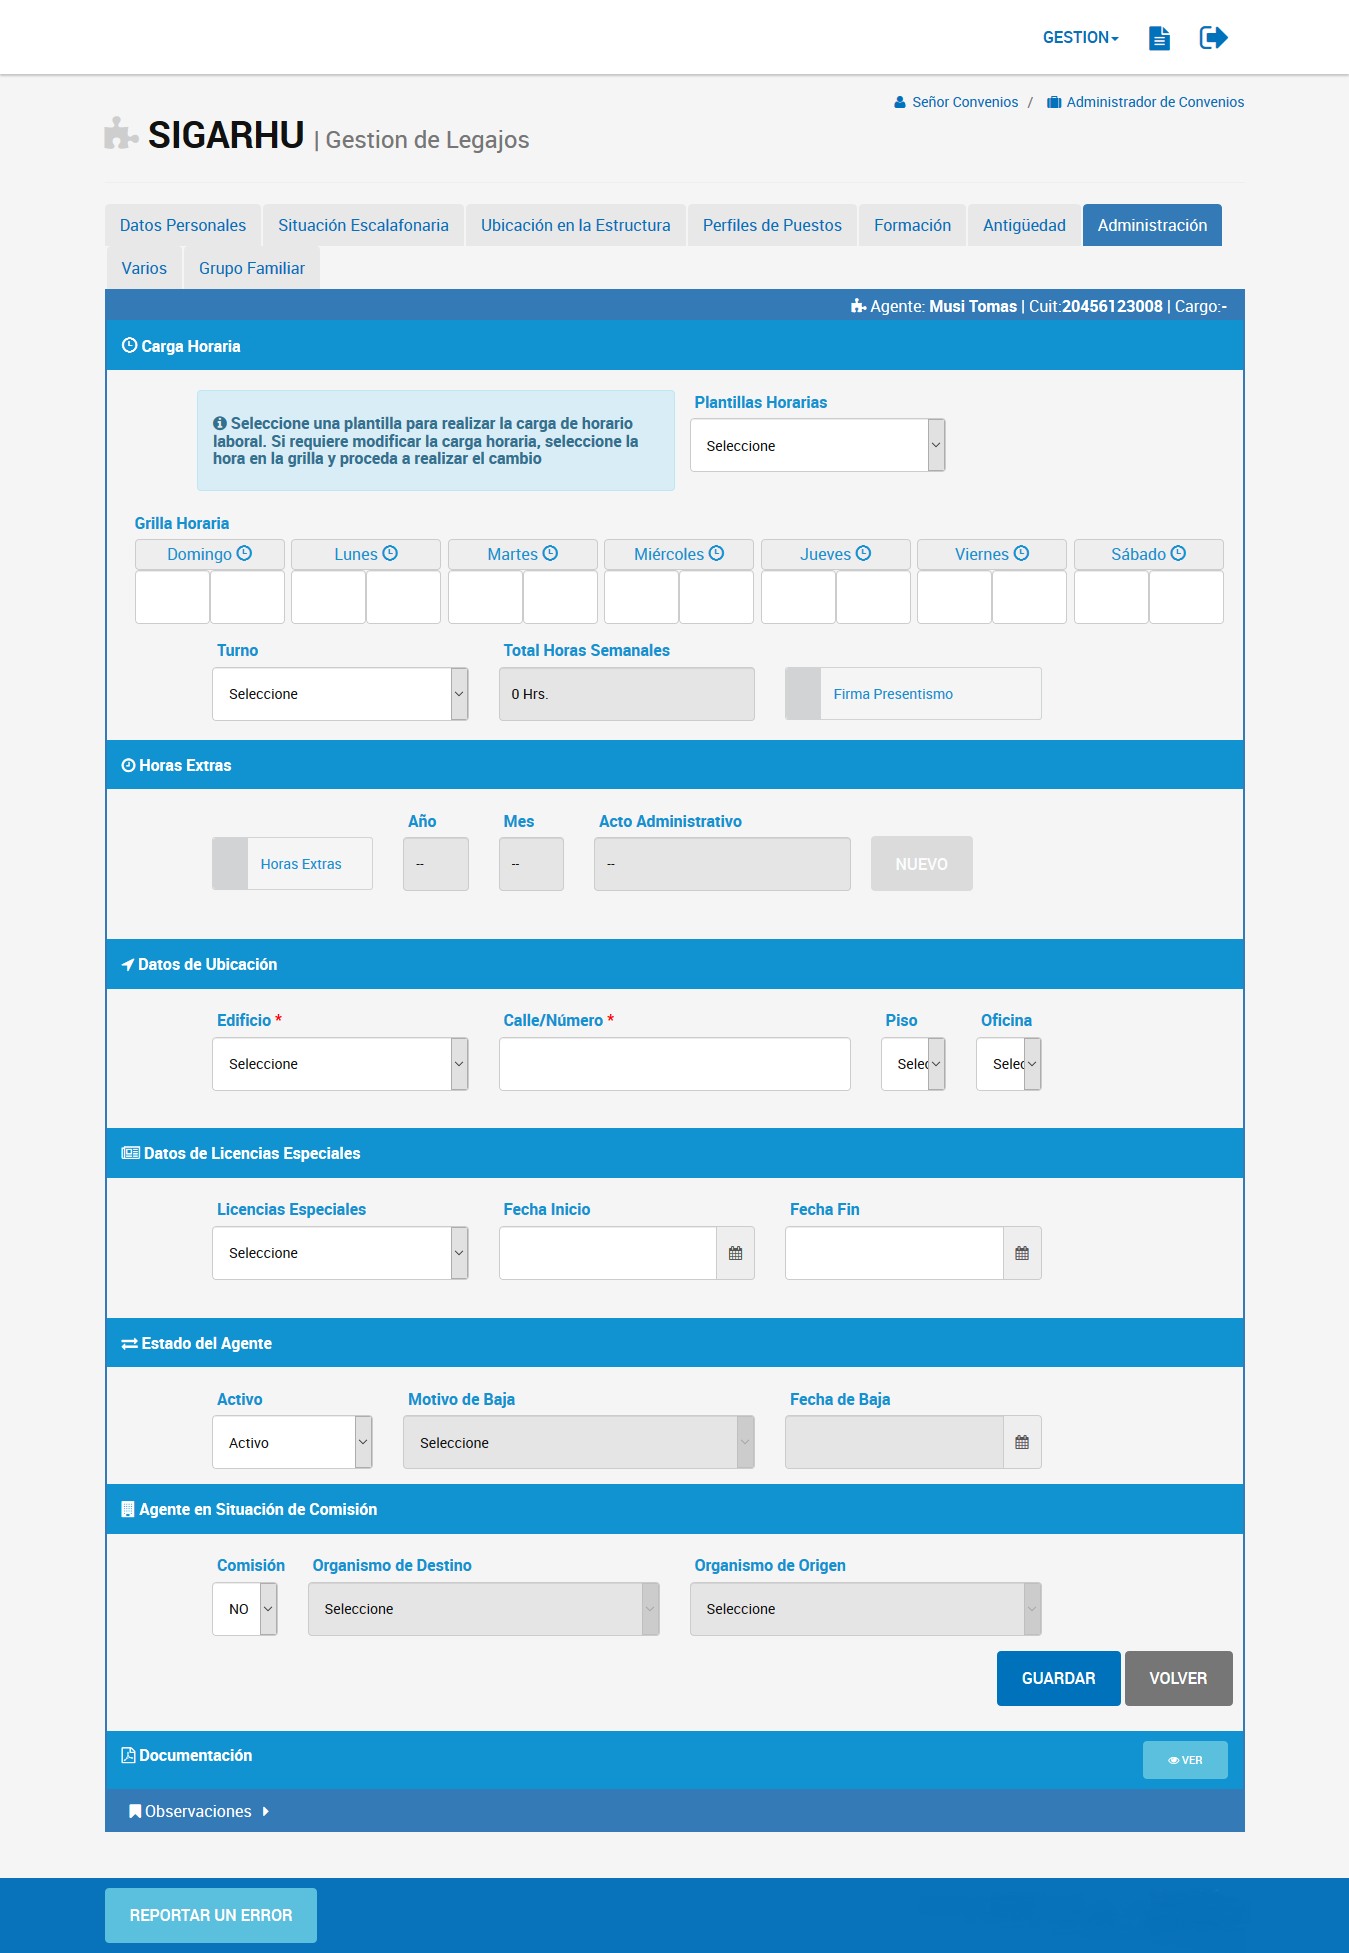 GESTION
Señor Convenios / Administrador de Convenios
SIGARHU | Gestion de Legajos
Datos Personales Situación Escalafonaria Ubicación en la Estructura Perfiles de Puestos Formación Antigüedad Administración
Varios Grupo Familiar
Agente: Musi Tomas | Cuit:20456123008 | Cargo:-
Carga Horaria
Seleccione una plantilla para realizar la carga de horario
laboral. Si requiere modificar la carga horaria, seleccione la
hora en la grilla y proceda a realizar el cambio
Plantillas Horarias
Seleccione
Grilla Horaria
Domingo Lunes Martes Miércoles Jueves Viernes Sábado
Turno Total Horas Semanales
Seleccione 0 Hrs. Firma Presentismo
Horas Extras
Año Mes Acto Administrativo
Horas Extras -- -- -- NUEVO
Datos de Ubicación
Edificio * Calle/Número * Piso Oficina
Seleccione Selec Selec
Datos de Licencias Especiales
Licencias Especiales Fecha Inicio Fecha Fin
Seleccione
Estado del Agente
Activo Motivo de Baja Fecha de Baja
Activo Seleccione
Agente en Situación de Comisión
Comisión Organismo de Destino Organismo de Origen
NO Seleccione Seleccione
GUARDAR VOLVER
Documentación VER
Observaciones
REPORTAR UN ERROR